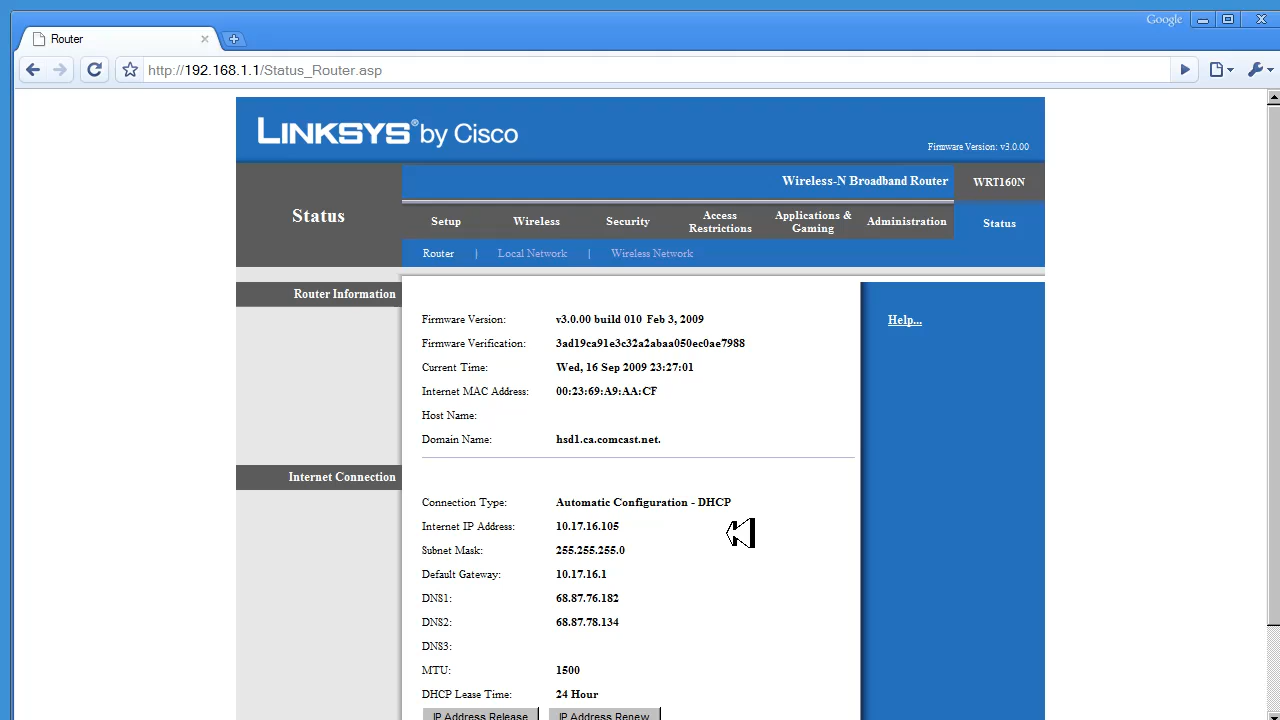 Google
Router
http://192.168.1.1/Status_Router.asp
LINKSYS® by Cisco
Firmware Version: v3.0.00
Wireless-N Broadband Router WRT160N
Status
Setup Wireless Security Access Restrictions Applications & Gaming Administration Status
Router | Local Network | Wireless Network
Router Information
Firmware Version: v3.0.00 build 010 Feb 3, 2009
Help...
Firmware Verification: 3ad19ca91e3c32a2abaa050ec0ae7988
Current Time: Wed, 16 Sep 2009 23:27:01
Internet MAC Address: 00:23:69:A9:AA:CF
Host Name:
Domain Name: hsd1.ca.comcast.net.
Internet Connection
Connection Type: Automatic Configuration - DHCP
Internet IP Address: 10.17.16.105
Subnet Mask: 255.255.255.0
Default Gateway: 10.17.16.1
DNS1: 68.87.76.182
DNS2: 68.87.78.134
DNS3:
MTU: 1500
DHCP Lease Time: 24 Hour
IP Address Release IP Address Renew